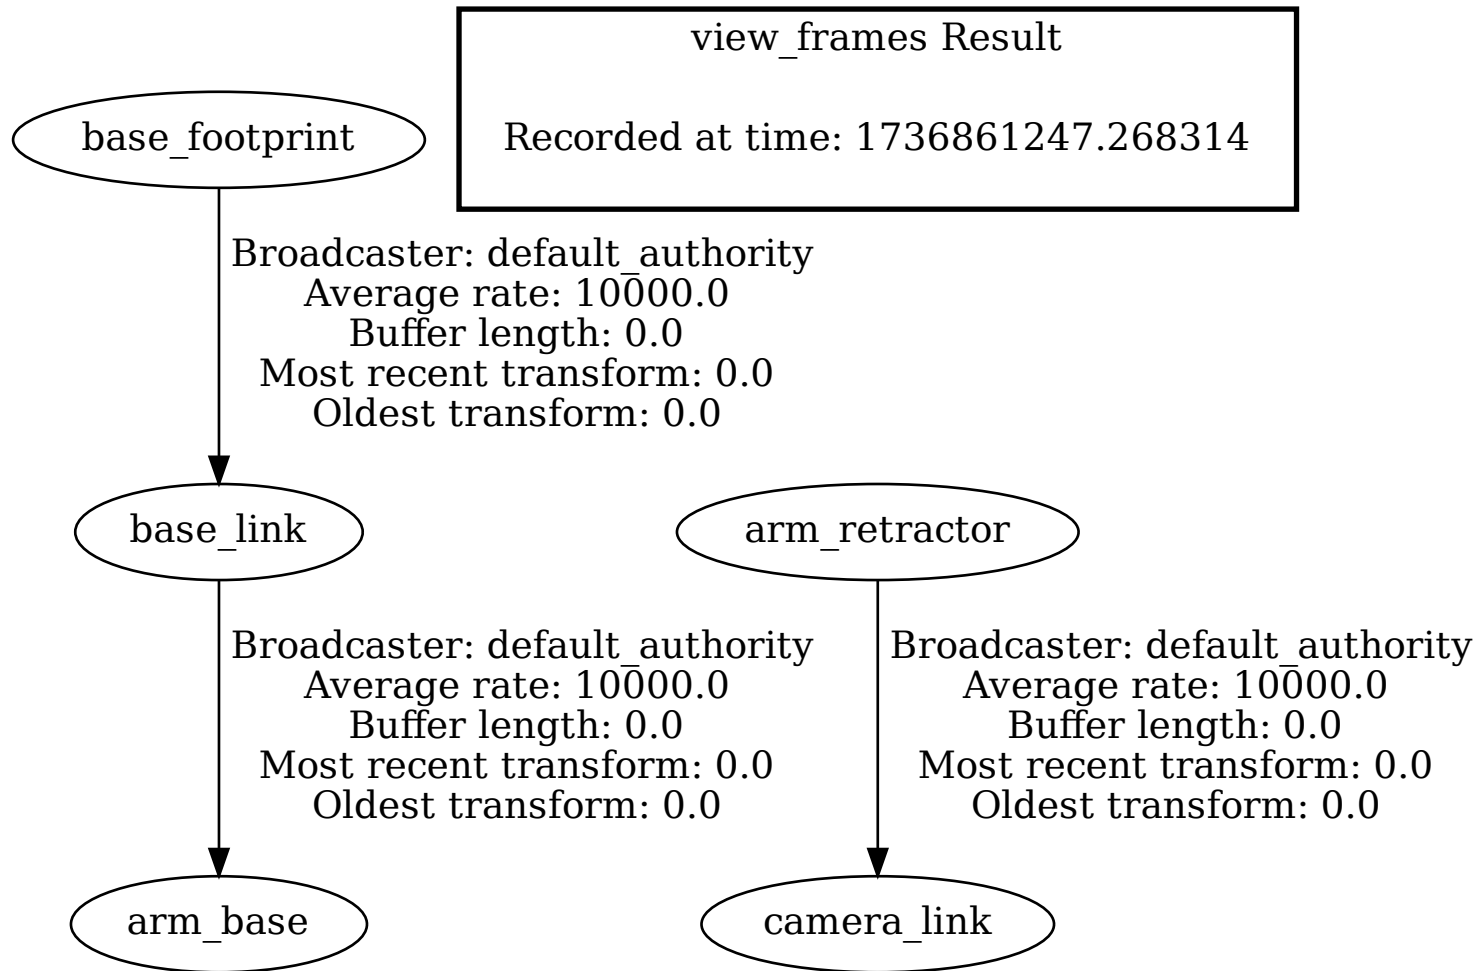 view_frames Result
Recorded at time: 1736861247.268314
base_footprint
Broadcaster: default_authority
Average rate: 10000.0
Buffer length: 0.0
Most recent transform: 0.0
Oldest transform: 0.0
base_link
arm_retractor
Broadcaster: default_authority
Average rate: 10000.0
Buffer length: 0.0
Most recent transform: 0.0
Oldest transform: 0.0
Broadcaster: default_authority
Average rate: 10000.0
Buffer length: 0.0
Most recent transform: 0.0
Oldest transform: 0.0
arm_base
camera_link